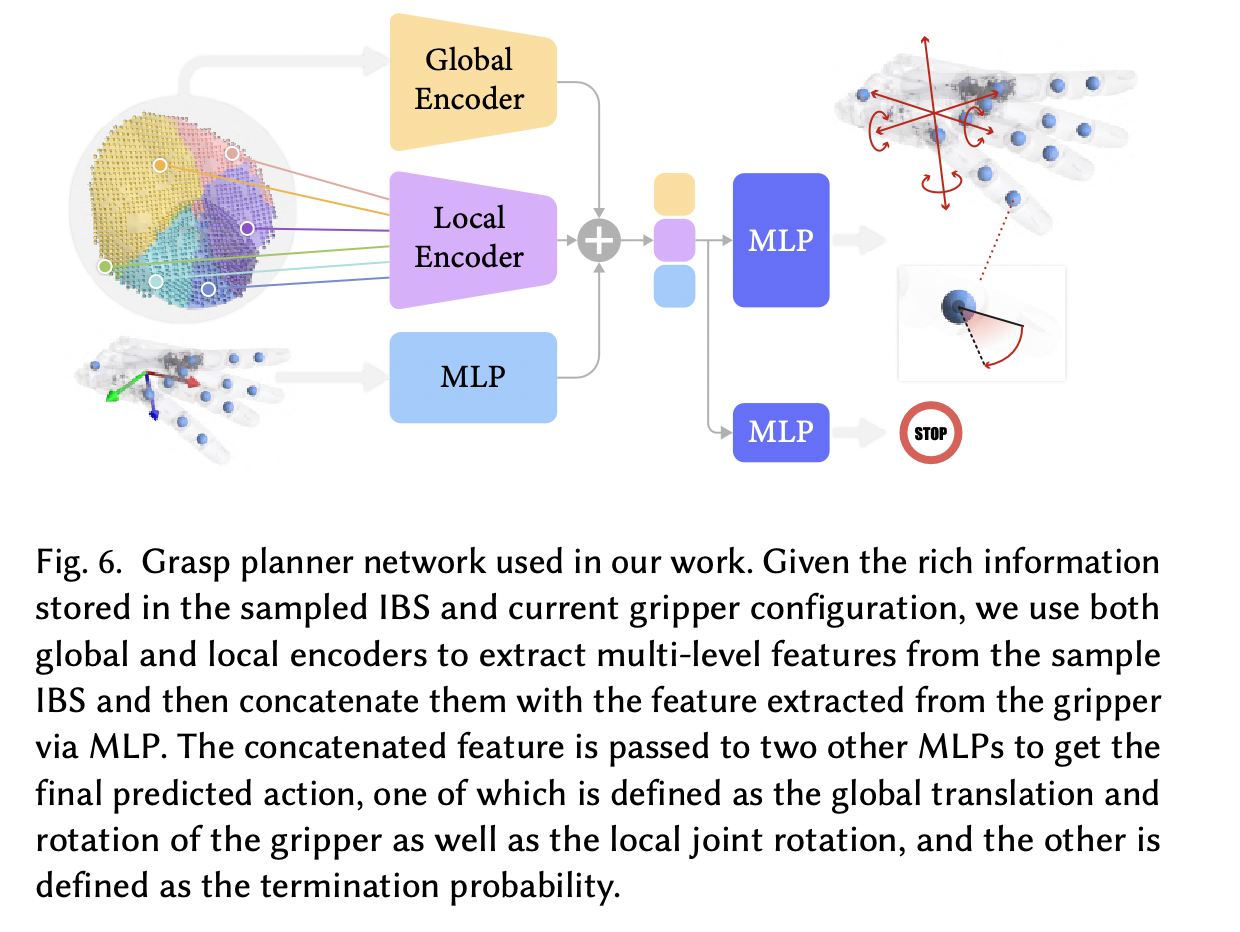 Global
Encoder
Local
Encoder
MLP
MLP
MLP
STOP
Fig. 6. Grasp planner network used in our work. Given the rich information
stored in the sampled IBS and current gripper configuration, we use both
global and local encoders to extract multi-level features from the sample
IBS and then concatenate them with the feature extracted from the gripper
via MLP. The concatenated feature is passed to two other MLPs to get the
final predicted action, one of which is defined as the global translation and
rotation of the gripper as well as the local joint rotation, and the other is
defined as the termination probability.